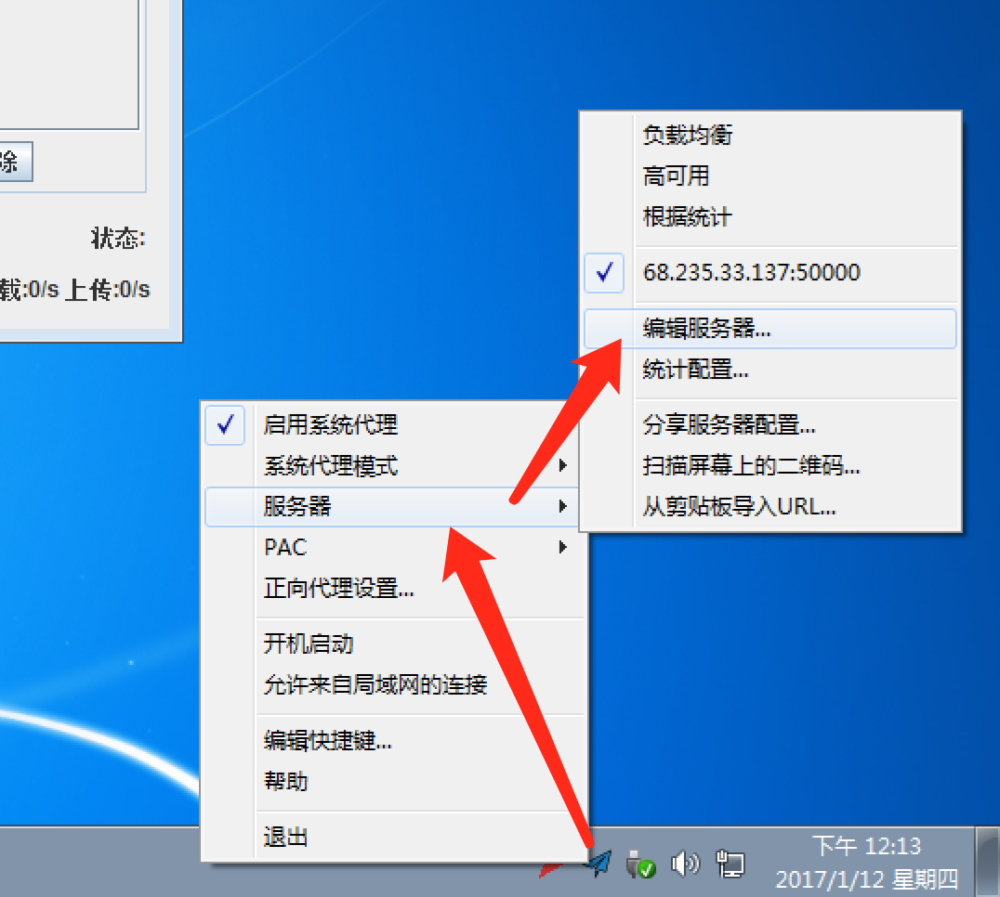 除
状态:
载:0/s 上传:0/s
负载均衡
高可用
根据统计
68.235.33.137:50000
编辑服务器...
统计配置...
分享服务器配置...
扫描屏幕上的二维码...
从剪贴板导入URL...
启用系统代理
系统代理模式
服务器
PAC
正向代理设置...
开机启动
允许来自局域网的连接
编辑快捷键...
帮助
退出
下午 12:13
2017/1/12 星期四